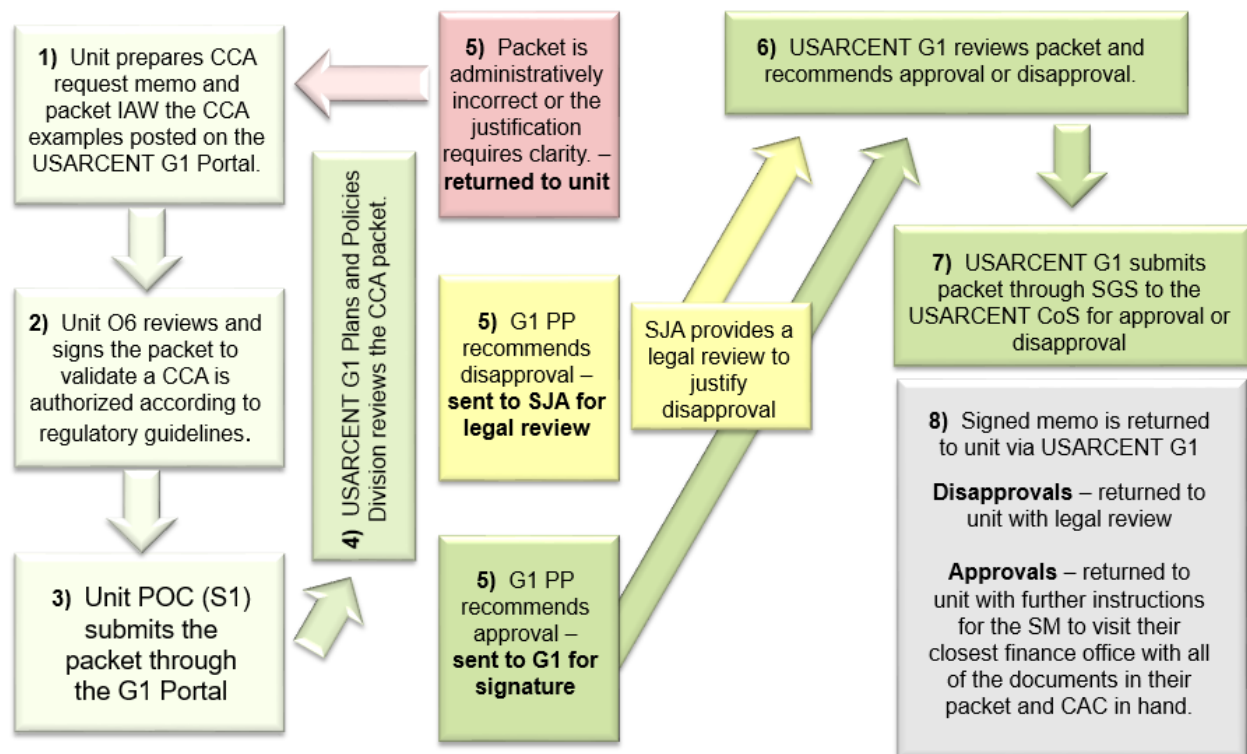 1) Unit prepares CCA
request memo and
packet IAW the CCA
examples posted on the
USARCENT G1 Portal.
2) Unit O6 reviews and
signs the packet to
validate a CCA is
authorized according to
regulatory guidelines.
3) Unit POC (S1)
submits the
packet through
the G1 Portal
4) USARCENT G1 Plans and Policies
Division reviews the CCA packet.
5) Packet is
administratively
incorrect or the
justification
requires clarity. –
returned to unit
5) G1 PP
recommends
disapproval –
sent to SJA for
legal review
SJA provides a
legal review to
justify
disapproval
5) G1 PP
recommends
approval –
sent to G1 for
signature
6) USARCENT G1 reviews packet and
recommends approval or disapproval.
7) USARCENT G1 submits
packet through SGS to the
USARCENT CoS for approval or
disapproval
8) Signed memo is returned
to unit via USARCENT G1
Disapprovals – returned to
unit with legal review
Approvals – returned to
unit with further instructions
for the SM to visit their
closest finance office with all
of the documents in their
packet and CAC in hand.